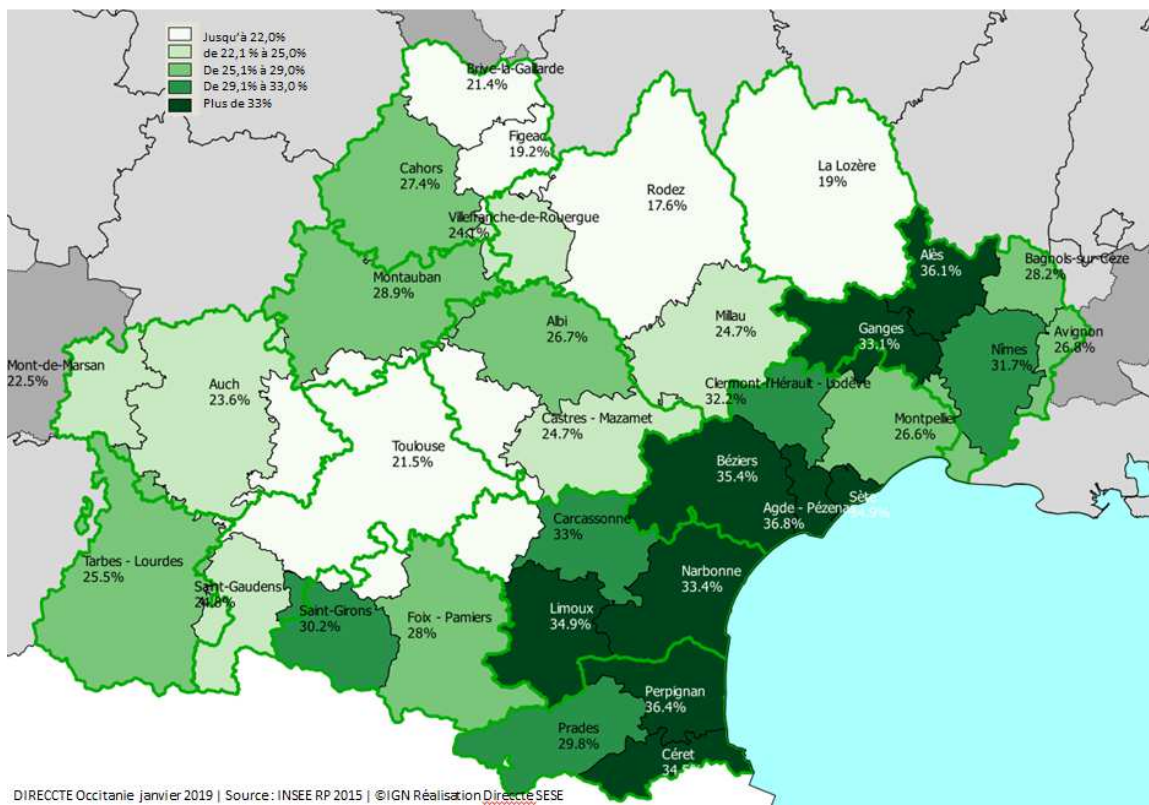 Jusqu'à 22,0%
de 22,1 % à 25,0%
De 25,1% à 29,0%
De 29,1% à 33,0 %
Plus de 33%
Brive-la-Gaillarde
21.4%
Figeac
19.2%
Cahors
27.4%
La Lozère
19%
Rodez
17.6%
Villefranche-de-Rouergue
24.1%
Alès
36.1%
Bagnols-sur-Cèze
28.2%
Montauban
28.9%
Albi
26.7%
Millau
24.7%
Ganges
33.1%
Avignon
26.8%
Nîmes
31.7%
Mont-de-Marsan
22.5%
Auch
23.6%
Clermont-l'Hérault - Lodève
32.2%
Castres - Mazamet
24.7%
Montpellier
26.6%
Toulouse
21.5%
Béziers
35.4%
Sète
Agde - Pézenas
36.8%
Carcassonne
33%
Tarbes - Lourdes
25.5%
Narbonne
33.4%
Saint-Gaudens
24.8%
Saint-Girons
30.2%
Foix - Pamiers
28%
Limoux
34.9%
Perpignan
36.4%
Prades
29.8%
Céret
DIRECCTE Occitanie janvier 2019 | Source : INSEE RP 2015 | ©IGN Réalisation Direccte SESE